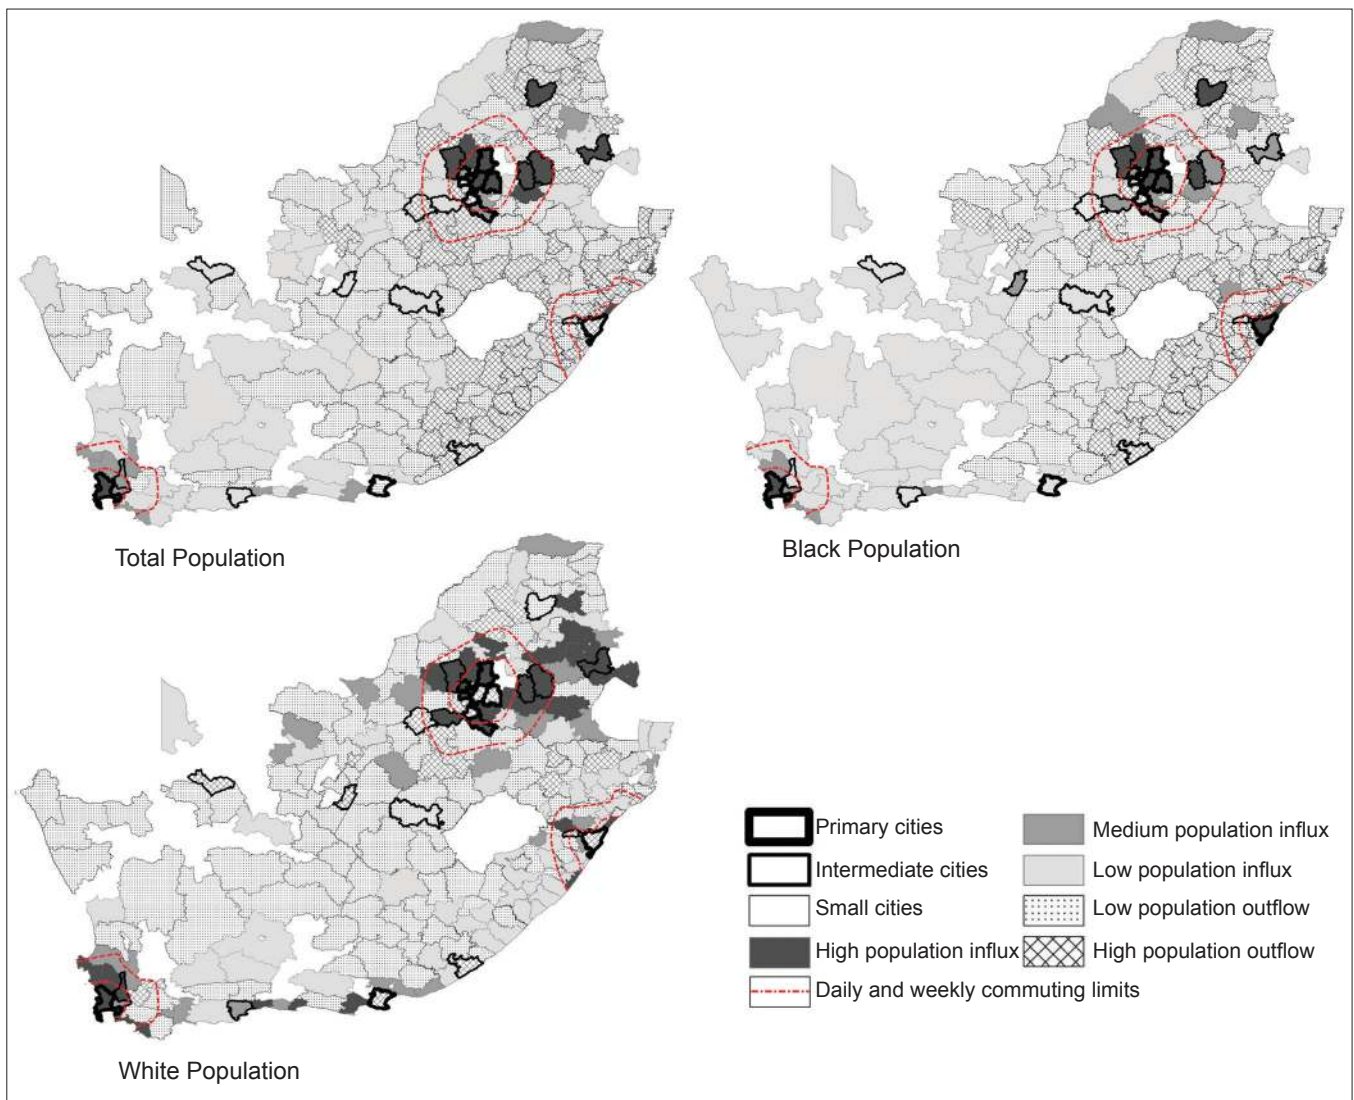 Total Population
Black Population
White Population
Primary cities
Intermediate cities
Small cities
High population influx
Daily and weekly commuting limits
Medium population influx
Low population influx
Low population outflow
High population outflow